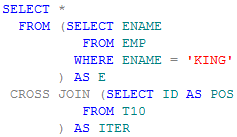 SELECT *
FROM (SELECT ENAME
FROM EMP
WHERE ENAME = 'KING'
) AS E
CROSS JOIN (SELECT ID AS POS
FROM T10
) AS ITER